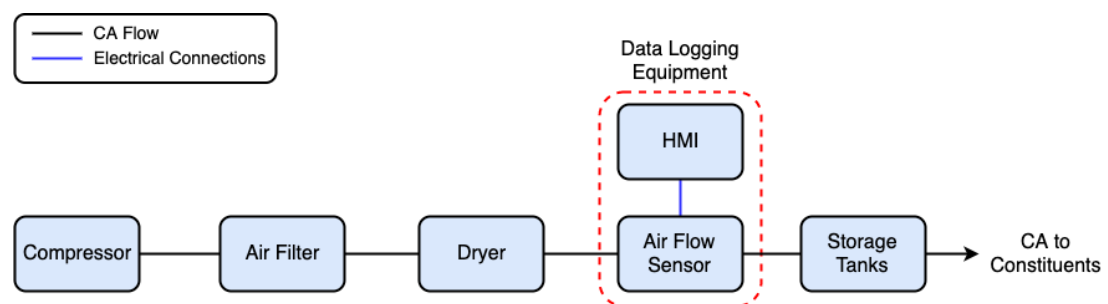 CA Flow
Electrical Connections
Data Logging
Equipment
HMI
Compressor
Air Filter
Dryer
Air Flow
Sensor
Storage
Tanks
CA to
Constituents